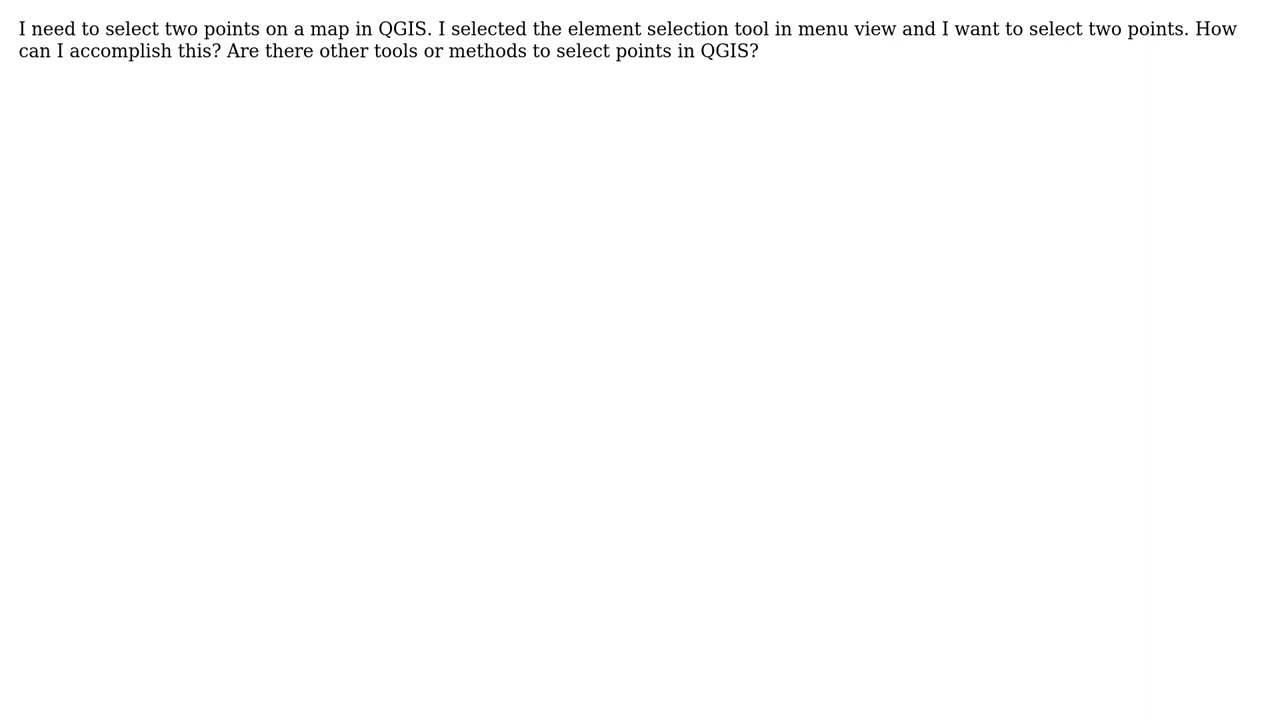 I need to select two points on a map in QGIS. I selected the element selection tool in menu view and I want to select two points. How
can I accomplish this? Are there other tools or methods to select points in QGIS?